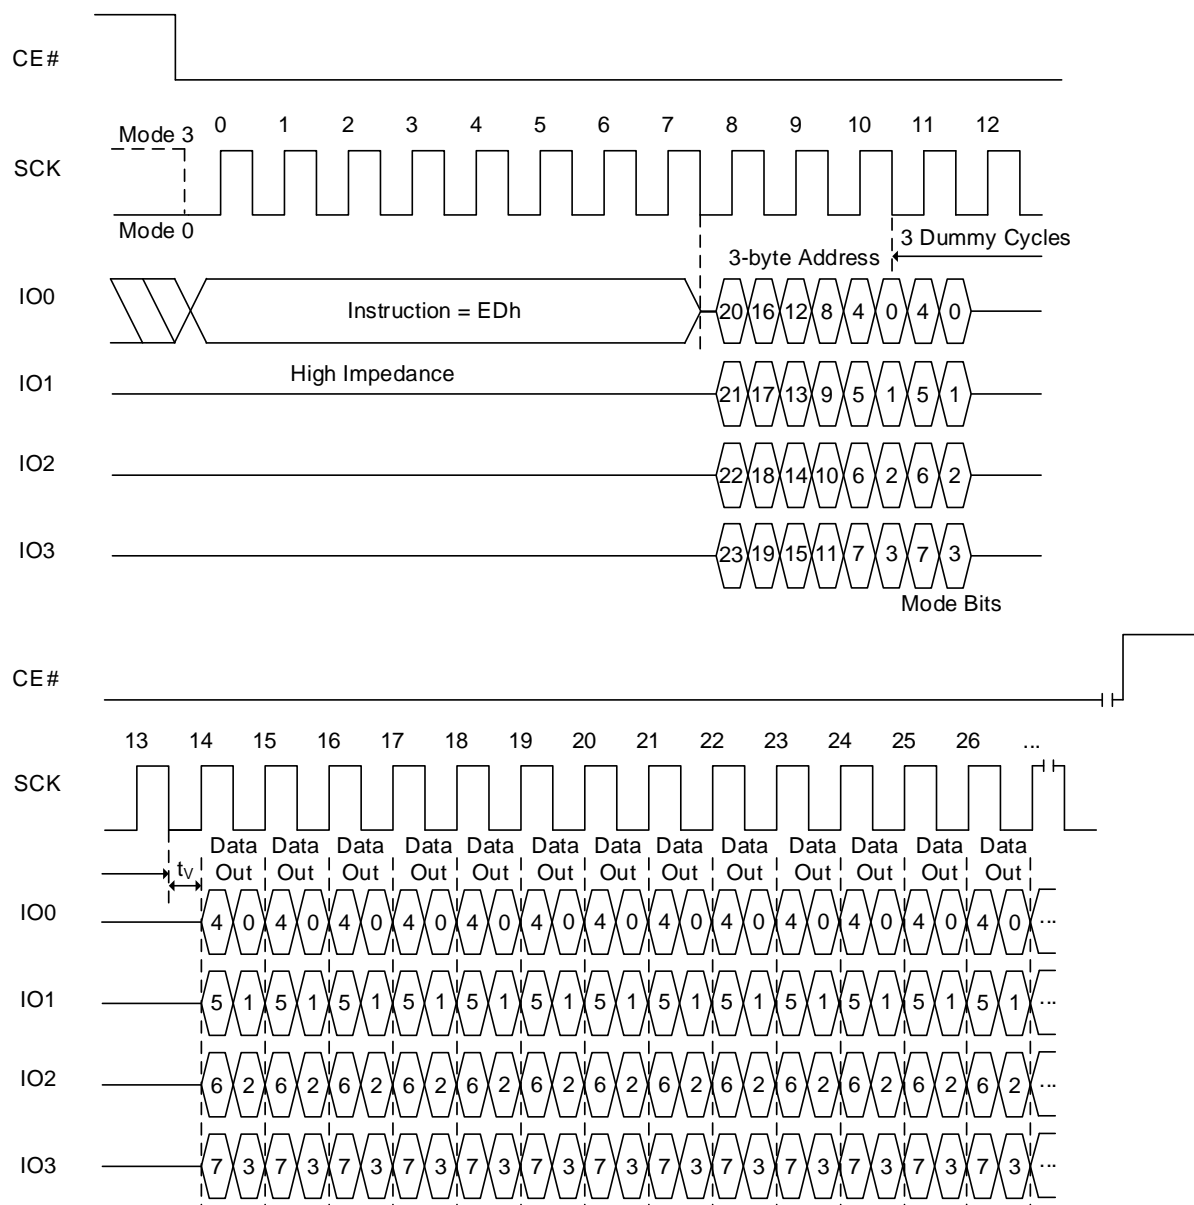 CE#
Mode 3 0 1 2 3 4 5 6 7 8 9 10 11 12
SCK
Mode 0
3-byte Address 3 Dummy Cycles
IO0 Instruction = EDh 20 16 12 8 4 0 4 0
High Impedance
IO1 21 17 13 9 5 1 5 1
IO2 22 18 14 10 6 2 6 2
IO3 23 19 15 11 7 3 7 3
Mode Bits
CE#
13 14 15 16 17 18 19 20 21 22 23 24 25 26 ...
SCK
Data Data Data Data Data Data Data Data Data Data Data Data Data
tV Out Out Out Out Out Out Out Out Out Out Out Out Out
IO0 4 0 4 0 4 0 4 0 4 0 4 0 4 0 4 0 4 0 4 0 4 0 4 0 4 0 ...
IO1 5 1 5 1 5 1 5 1 5 1 5 1 5 1 5 1 5 1 5 1 5 1 5 1 5 1 ...
IO2 6 2 6 2 6 2 6 2 6 2 6 2 6 2 6 2 6 2 6 2 6 2 6 2 6 2 ...
IO3 7 3 7 3 7 3 7 3 7 3 7 3 7 3 7 3 7 3 7 3 7 3 7 3 7 3 ...